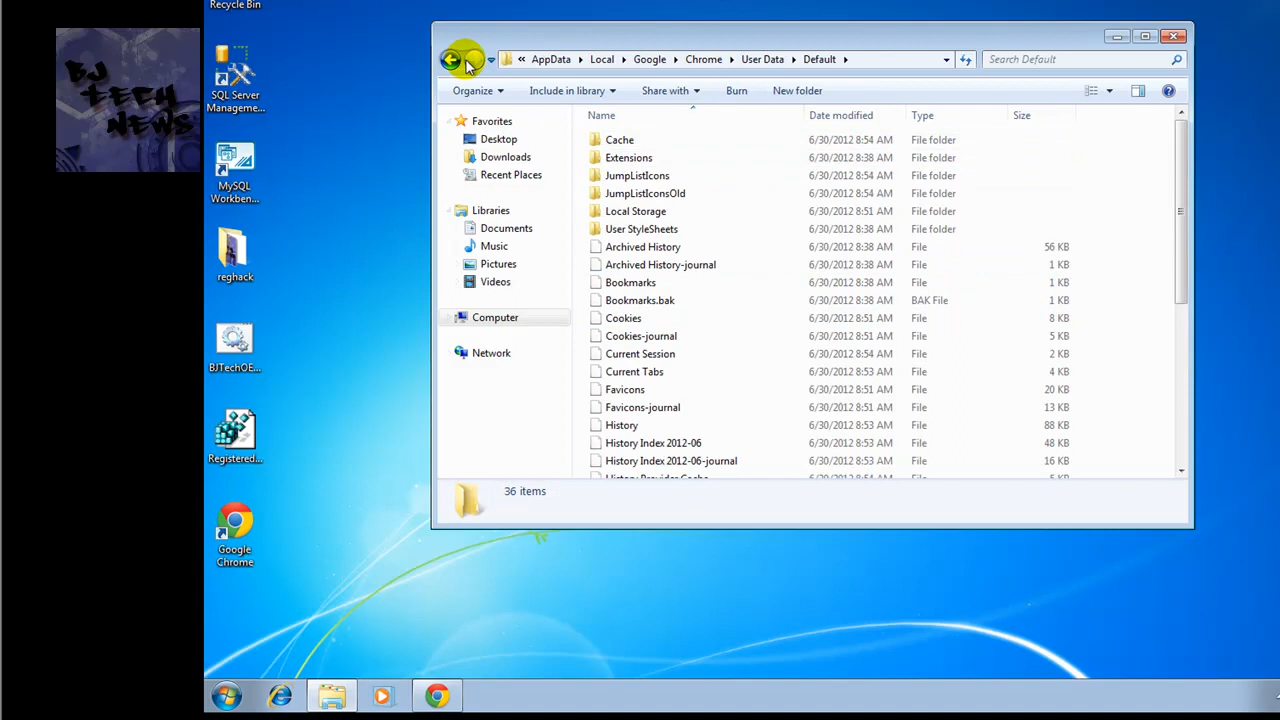 Recycle Bin
BJ
TECH
NEWS
SQL Server
Manageme...
MySQL
Workben...
reghack
BJTechOE...
Registered...
Google
Chrome
« AppData Local Google Chrome User Data Default
Search Default
Organize Include in library Share with Burn New folder
Favorites
Desktop
Downloads
Recent Places
Libraries
Documents
Music
Pictures
Videos
Computer
Network
Name Date modified Type Size
Cache 6/30/2012 8:54 AM File folder
Extensions 6/30/2012 8:38 AM File folder
JumpListIcons 6/30/2012 8:54 AM File folder
JumpListIconsOld 6/30/2012 8:54 AM File folder
Local Storage 6/30/2012 8:51 AM File folder
User StyleSheets 6/30/2012 8:38 AM File folder
Archived History 6/30/2012 8:38 AM File 56 KB
Archived History-journal 6/30/2012 8:38 AM File 1 KB
Bookmarks 6/30/2012 8:38 AM File 1 KB
Bookmarks.bak 6/30/2012 8:38 AM BAK File 1 KB
Cookies 6/30/2012 8:51 AM File 8 KB
Cookies-journal 6/30/2012 8:51 AM File 5 KB
Current Session 6/30/2012 8:54 AM File 2 KB
Current Tabs 6/30/2012 8:53 AM File 4 KB
Favicons 6/30/2012 8:51 AM File 20 KB
Favicons-journal 6/30/2012 8:51 AM File 13 KB
History 6/30/2012 8:53 AM File 88 KB
History Index 2012-06 6/30/2012 8:53 AM File 48 KB
History Index 2012-06-journal 6/30/2012 8:53 AM File 16 KB
History Provider Cache 6/30/2012 8:54 AM File 5 KB
36 items